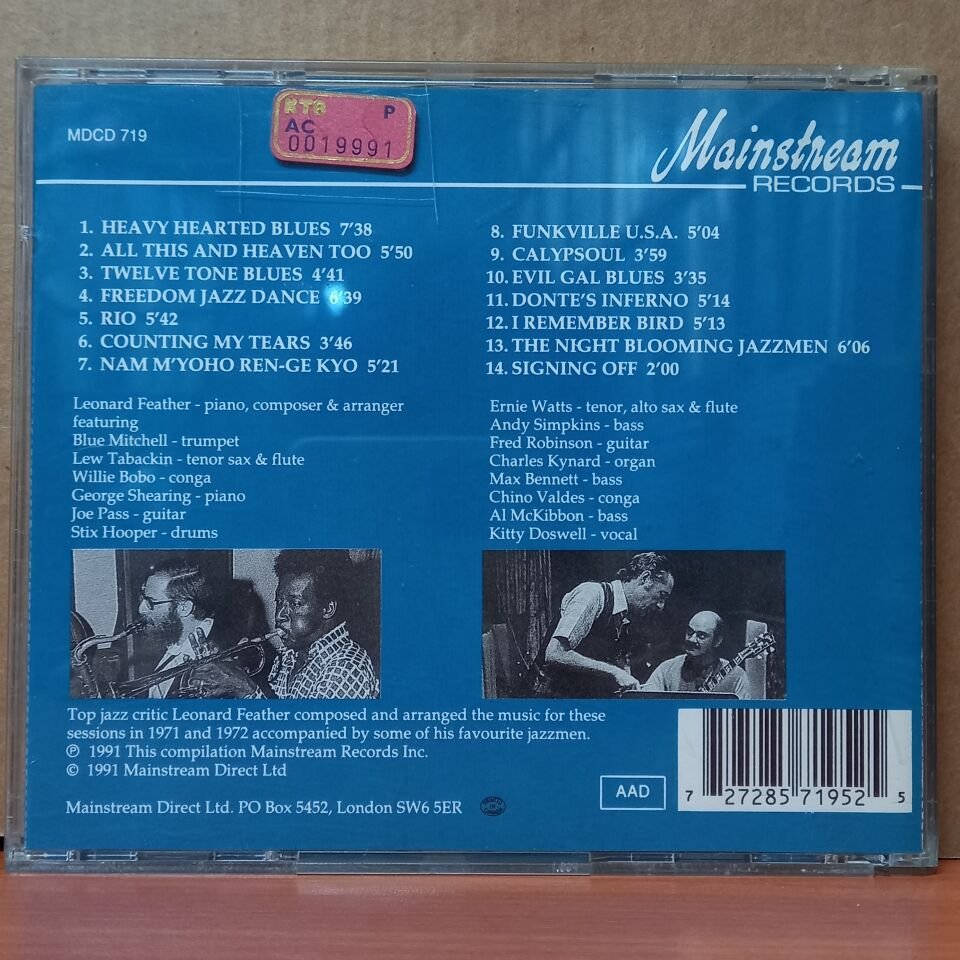 MDCD 719
KTB P
AC
0019991
Mainstream
RECORDS
1. HEAVY HEARTED BLUES 7'38
2. ALL THIS AND HEAVEN TOO 5'50
3. TWELVE TONE BLUES 4'41
4. FREEDOM JAZZ DANCE 6'39
5. RIO 5'42
6. COUNTING MY TEARS 3'46
7. NAM M'YOHO REN-GE KYO 5'21
8. FUNKVILLE U.S.A. 5'04
9. CALYPSOUL 3'59
10. EVIL GAL BLUES 3'35
11. DONTE'S INFERNO 5'14
12. I REMEMBER BIRD 5'13
13. THE NIGHT BLOOMING JAZZMEN 6'06
14. SIGNING OFF 2'00
Leonard Feather - piano, composer & arranger
featuring
Blue Mitchell - trumpet
Lew Tabackin - tenor sax & flute
Willie Bobo - conga
George Shearing - piano
Joe Pass - guitar
Stix Hooper - drums
Ernie Watts - tenor, alto sax & flute
Andy Simpkins - bass
Fred Robinson - guitar
Charles Kynard - organ
Max Bennett - bass
Chino Valdes - conga
Al McKibbon - bass
Kitty Doswell - vocal
Top jazz critic Leonard Feather composed and arranged the music for these
sessions in 1971 and 1972 accompanied by some of his favourite jazzmen.
℗ 1991 This compilation Mainstream Records Inc.
© 1991 Mainstream Direct Ltd
Mainstream Direct Ltd. PO Box 5452, London SW6 5ER
AAD
7 27285 71952 5